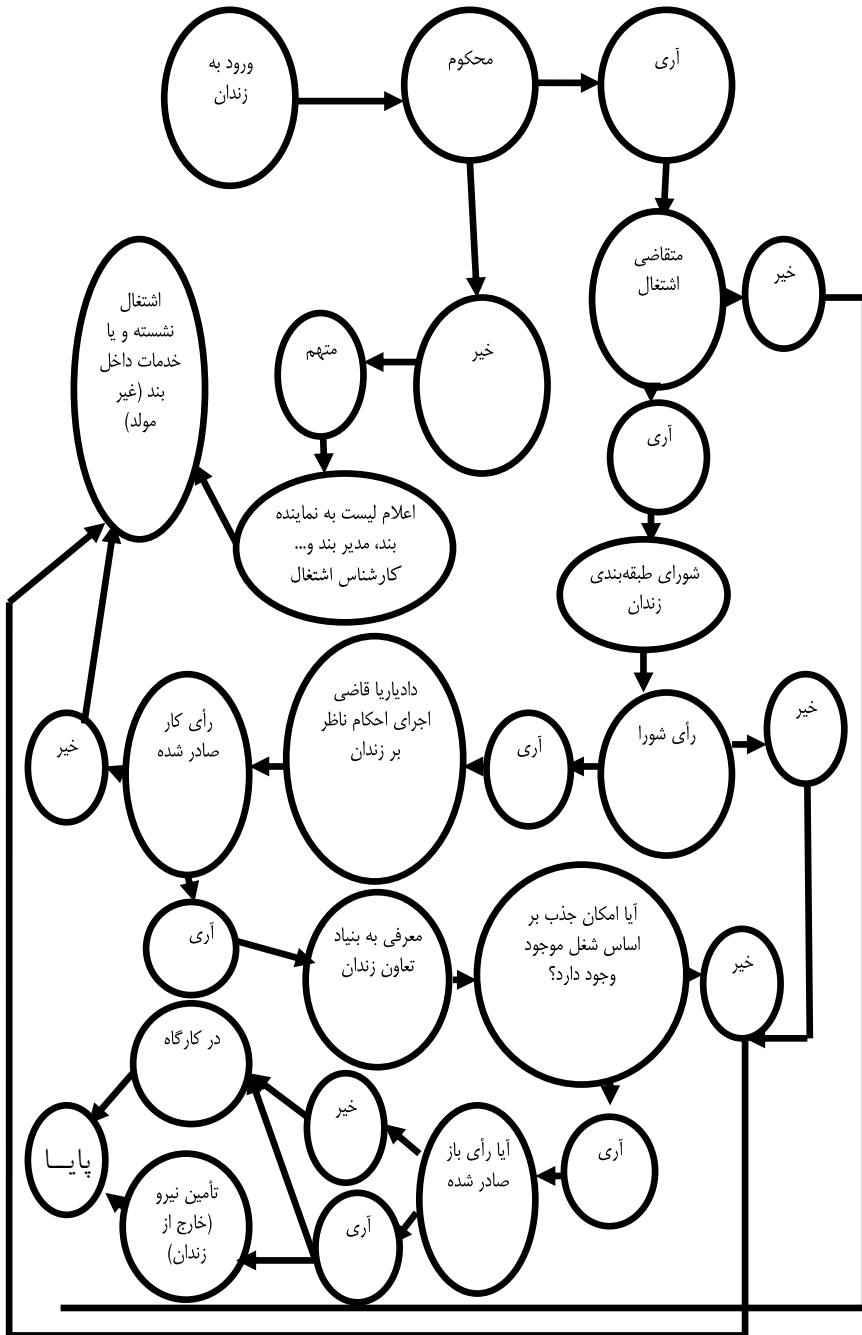 ورود به
زندان
محکوم
آری
متقاضی
اشتغال
خیر
خیر
متهم
اشتغال
نشسته و یا
خدمات داخل
بند (غیر
مولد)
آری
اعلام لیست به نماینده
بند، مدیر بند و...
کارشناس اشتغال
شورای طبقه‌بندی
زندان
رأی شورا
خیر
آری
دادیاریا قاضی
اجرای احکام ناظر
بر زندان
رأی کار
صادر شده
خیر
آری
معرفی به بنیاد
تعاون زندان
آیا امکان جذب بر
اساس شغل موجود
وجود دارد؟
خیر
آری
آیا رأی باز
صادر شده
خیر
آری
در کارگاه
تأمین نیرو
(خارج از
زندان)
پایـــا